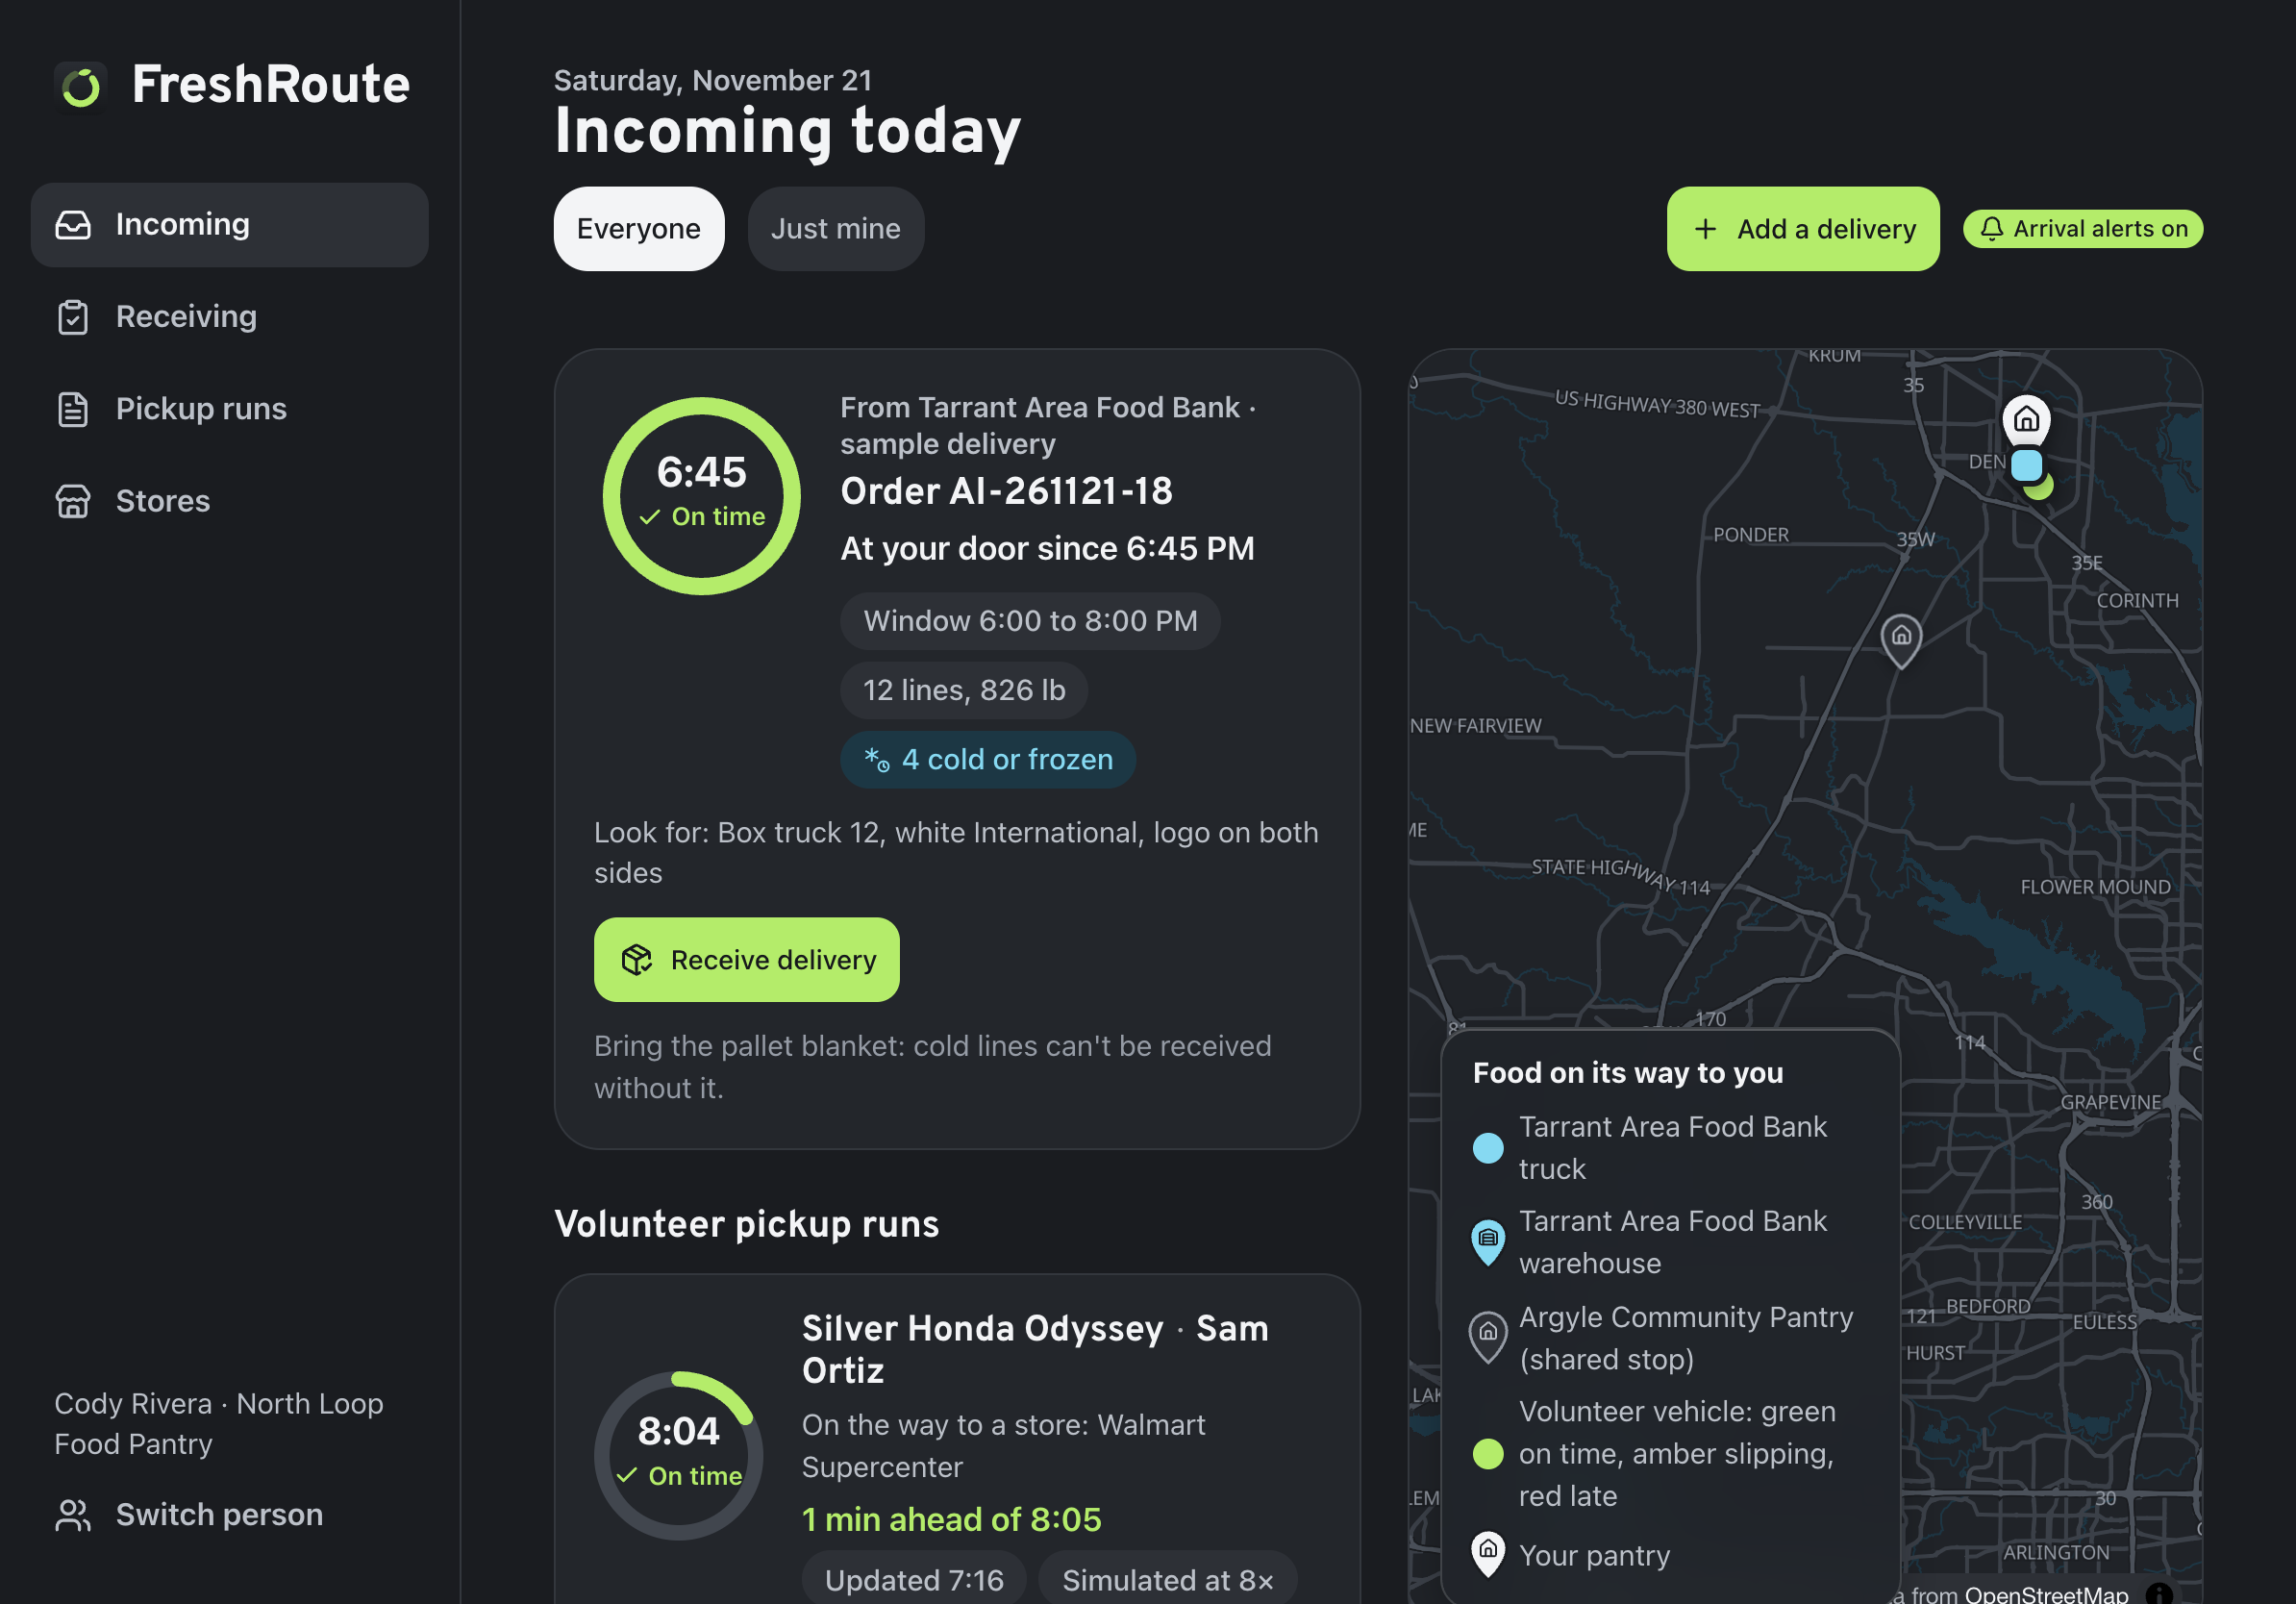 FreshRoute
Incoming
Receiving
Pickup runs
Stores
Cody Rivera · North Loop
Food Pantry
Switch person
Saturday, November 21
Incoming today
Everyone
Just mine
+ Add a delivery
Arrival alerts on
6:45
On time
From Tarrant Area Food Bank ·
sample delivery
Order AI-261121-18
At your door since 6:45 PM
Window 6:00 to 8:00 PM
12 lines, 826 lb
4 cold or frozen
Look for: Box truck 12, white International, logo on both
sides
Receive delivery
Bring the pallet blanket: cold lines can't be received
without it.
Volunteer pickup runs
8:04
On time
Silver Honda Odyssey · Sam
Ortiz
On the way to a store: Walmart
Supercenter
1 min ahead of 8:05
Updated 7:16
Simulated at 8×
KRUM
35
US HIGHWAY 380 WEST
DEN
PONDER
35W
35E
CORINTH
NEW FAIRVIEW
STATE HIGHWAY 114
FLOWER MOUND
170
114
GRAPEVINE
360
COLLEYVILLE
121
BEDFORD
EULESS
HURST
30
ARLINGTON
Food on its way to you
Tarrant Area Food Bank
truck
Tarrant Area Food Bank
warehouse
Argyle Community Pantry
(shared stop)
Volunteer vehicle: green
on time, amber slipping,
red late
Your pantry
from OpenStreetMap